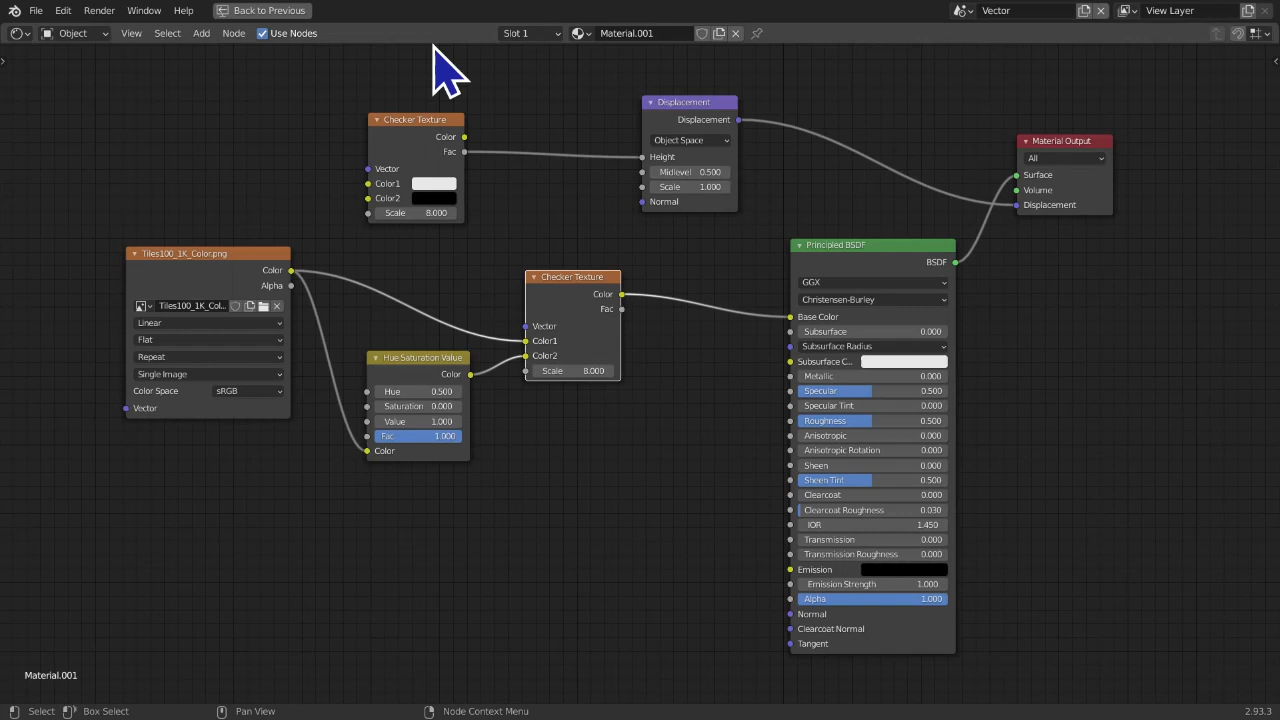 File Edit Render Window Help Back to Previous Vector View Layer
Object View Select Add Node Use Nodes Slot 1 Material.001
Checker Texture
Color
Fac
Vector
Color1
Color2
Scale 8.000
Displacement
Displacement
Object Space
Height
Midlevel 0.500
Scale 1.000
Normal
Material Output
All
Surface
Volume
Displacement
Tiles100_1K_Color.png
Color
Alpha
Tiles100_1K_Col...
Linear
Flat
Repeat
Single Image
Color Space sRGB
Vector
Hue Saturation Value
Color
Hue 0.500
Saturation 0.000
Value 1.000
Fac 1.000
Color
Checker Texture
Color
Fac
Vector
Color1
Color2
Scale 8.000
Principled BSDF
BSDF
GGX
Christensen-Burley
Base Color
Subsurface 0.000
Subsurface Radius
Subsurface C...
Metallic 0.000
Specular 0.500
Specular Tint 0.000
Roughness 0.500
Anisotropic 0.000
Anisotropic Rotation 0.000
Sheen 0.000
Sheen Tint 0.500
Clearcoat 0.000
Clearcoat Roughness 0.030
IOR 1.450
Transmission 0.000
Transmission Roughness 0.000
Emission
Emission Strength 1.000
Alpha 1.000
Normal
Clearcoat Normal
Tangent
Material.001
Select Box Select Pan View Node Context Menu 2.93.3